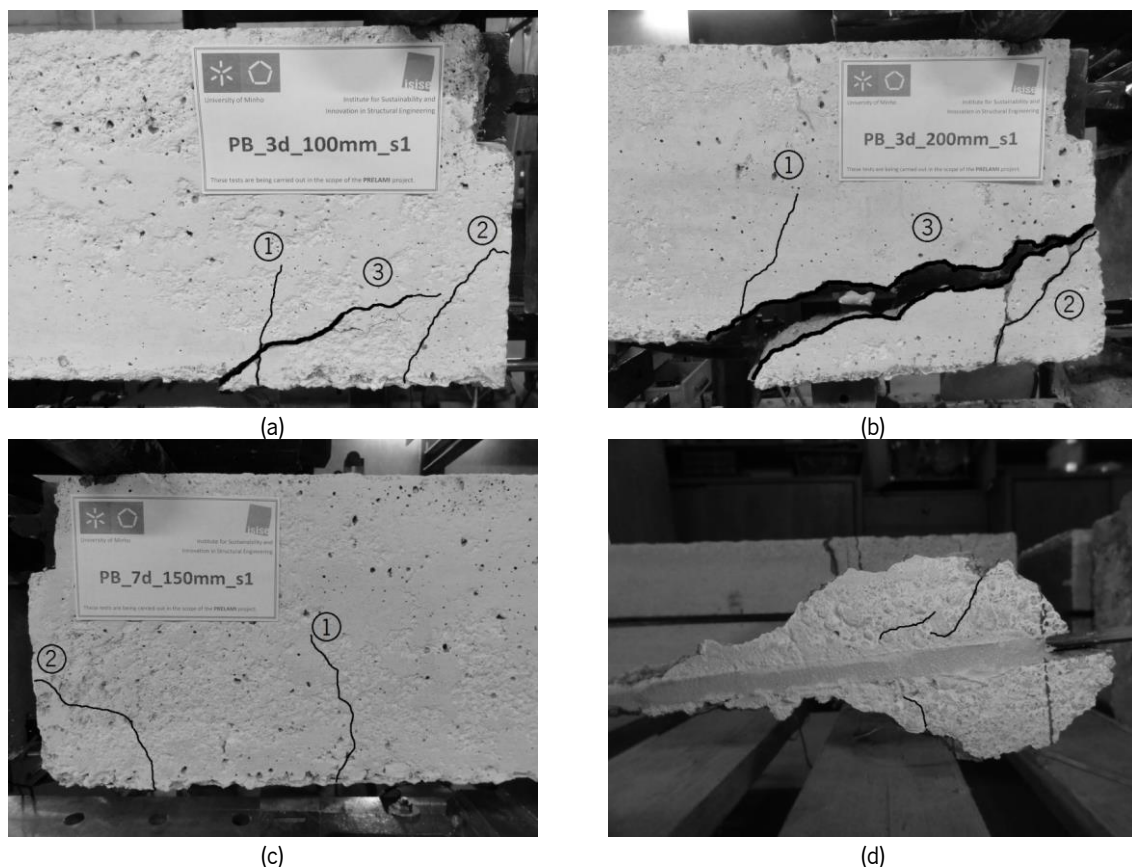 isise
University of Minho
Institute for Sustainability and
Innovation in Structural Engineering
PB_3d_100mm_s1
These tests are being carried out in the scope of the PRELAMI project.
①
②
③
(a)
isise
University of Minho
Institute for Sustainability and
Innovation in Structural Engineering
PB_3d_200mm_s1
These tests are being carried out in the scope of the PRELAMI project.
①
③
②
(b)
isise
University of Minho
Institute for Sustainability and
Innovation in Structural Engineering
PB_7d_150mm_s1
These tests are being carried out in the scope of the PRELAMI project.
①
②
(c)
(d)